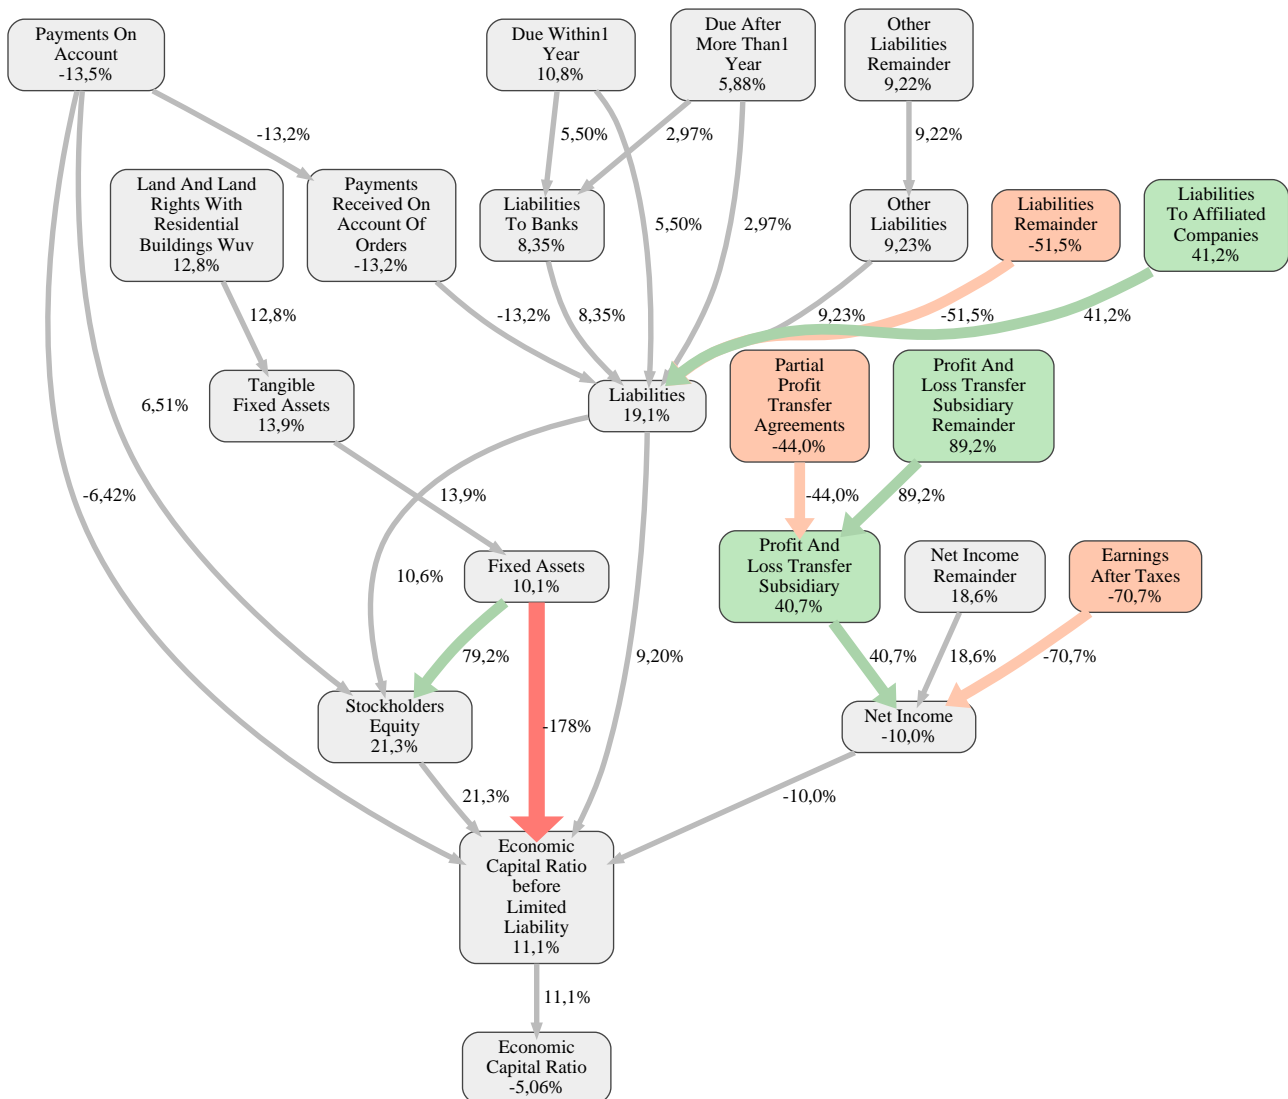 Payments On
Account
-13,5%
Due Within1
Year
10,8%
Due After
More Than1
Year
5,88%
Other
Liabilities
Remainder
9,22%
-13,2%
5,50%
2,97%
9,22%
Land And Land
Rights With
Residential
Buildings Wuv
12,8%
Payments
Received On
Account Of
Orders
-13,2%
Liabilities
To Banks
8,35%
5,50%
2,97%
Other
Liabilities
9,23%
Liabilities
Remainder
-51,5%
Liabilities
To Affiliated
Companies
41,2%
12,8%
-13,2%
8,35%
9,23%
-51,5%
41,2%
6,51%
Tangible
Fixed Assets
13,9%
Liabilities
19,1%
Partial
Profit
Transfer
Agreements
-44,0%
Profit And
Loss Transfer
Subsidiary
Remainder
89,2%
-6,42%
13,9%
-44,0%
89,2%
10,6%
Fixed Assets
10,1%
Profit And
Loss Transfer
Subsidiary
40,7%
Net Income
Remainder
18,6%
Earnings
After Taxes
-70,7%
79,2%
9,20%
40,7%
18,6%
-70,7%
Stockholders
Equity
21,3%
-178%
Net Income
-10,0%
21,3%
-10,0%
Economic
Capital Ratio
before
Limited
Liability
11,1%
11,1%
Economic
Capital Ratio
-5,06%